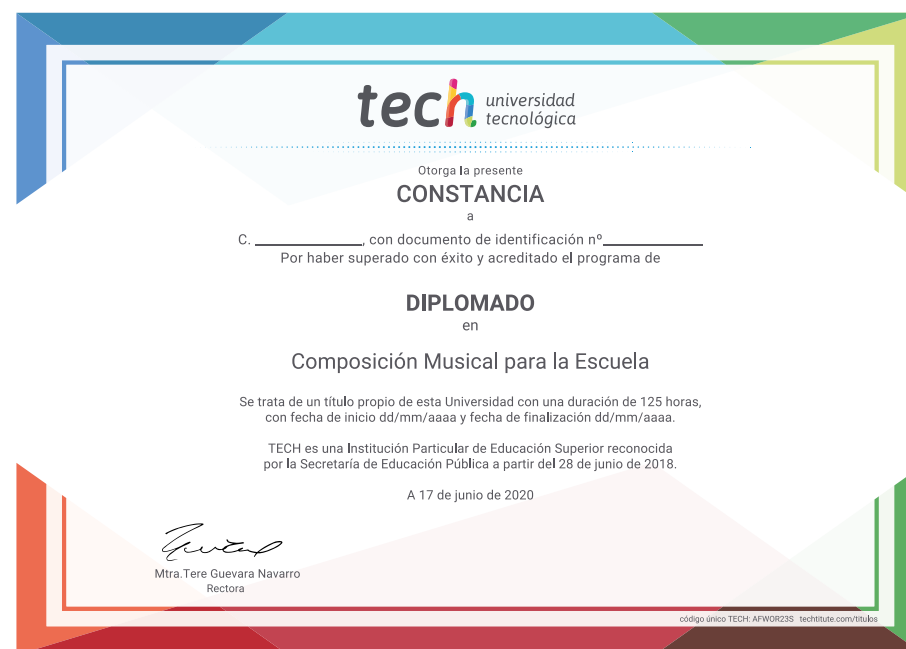 tech universidad
tecnológica
Otorga la presente
CONSTANCIA
a
C. ______________, con documento de identificación nº_____________
Por haber superado con éxito y acreditado el programa de
DIPLOMADO
en
Composición Musical para la Escuela
Se trata de un título propio de esta Universidad con una duración de 125 horas,
con fecha de inicio dd/mm/aaaa y fecha de finalización dd/mm/aaaa.
TECH es una Institución Particular de Educación Superior reconocida
por la Secretaría de Educación Pública a partir del 28 de junio de 2018.
A 17 de junio de 2020
Mtra.Tere Guevara Navarro
Rectora
código único TECH: AFWOR23S techtitute.com/titulos